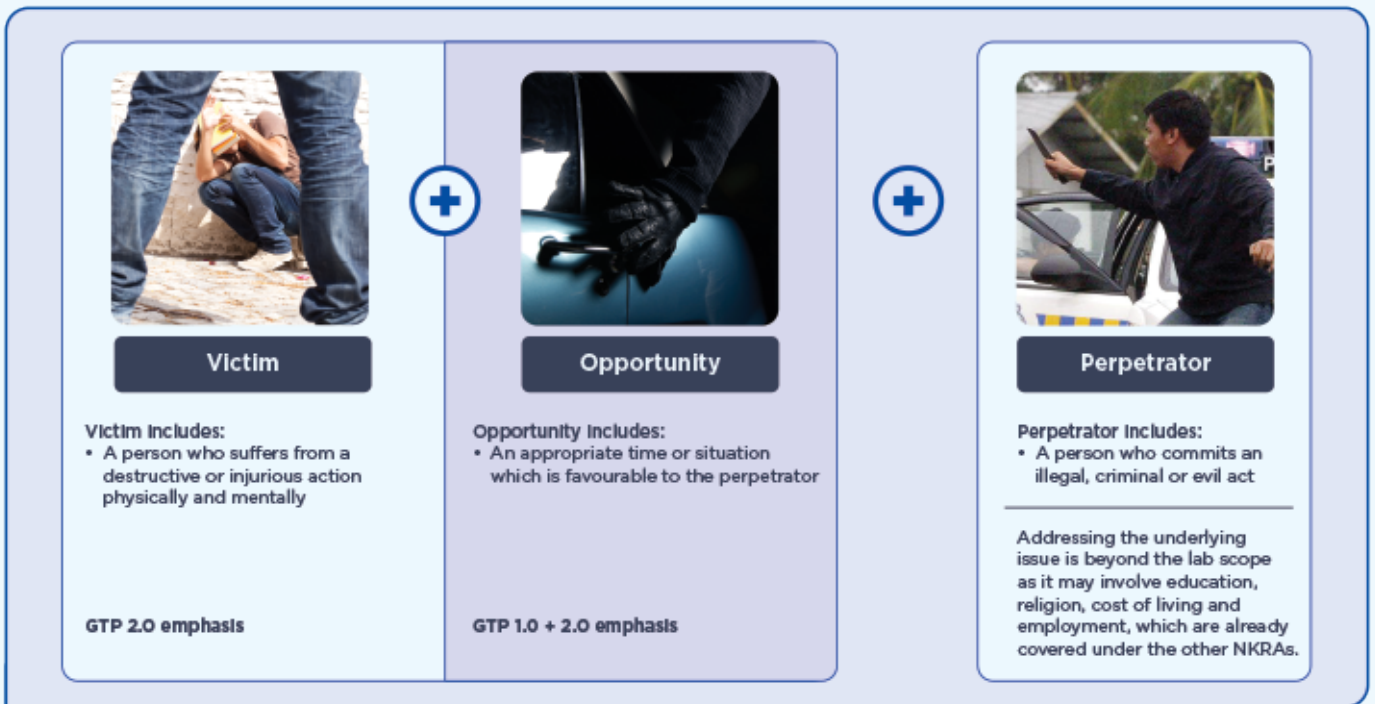 Victim
Victim includes:
• A person who suffers from a
destructive or injurious action
physically and mentally
GTP 2.0 emphasis
Opportunity
Opportunity includes:
• An appropriate time or situation
which is favourable to the perpetrator
GTP 1.0 + 2.0 emphasis
Perpetrator
Perpetrator includes:
• A person who commits an
illegal, criminal or evil act
Addressing the underlying
issue is beyond the lab scope
as it may involve education,
religion, cost of living and
employment, which are already
covered under the other NKRAs.